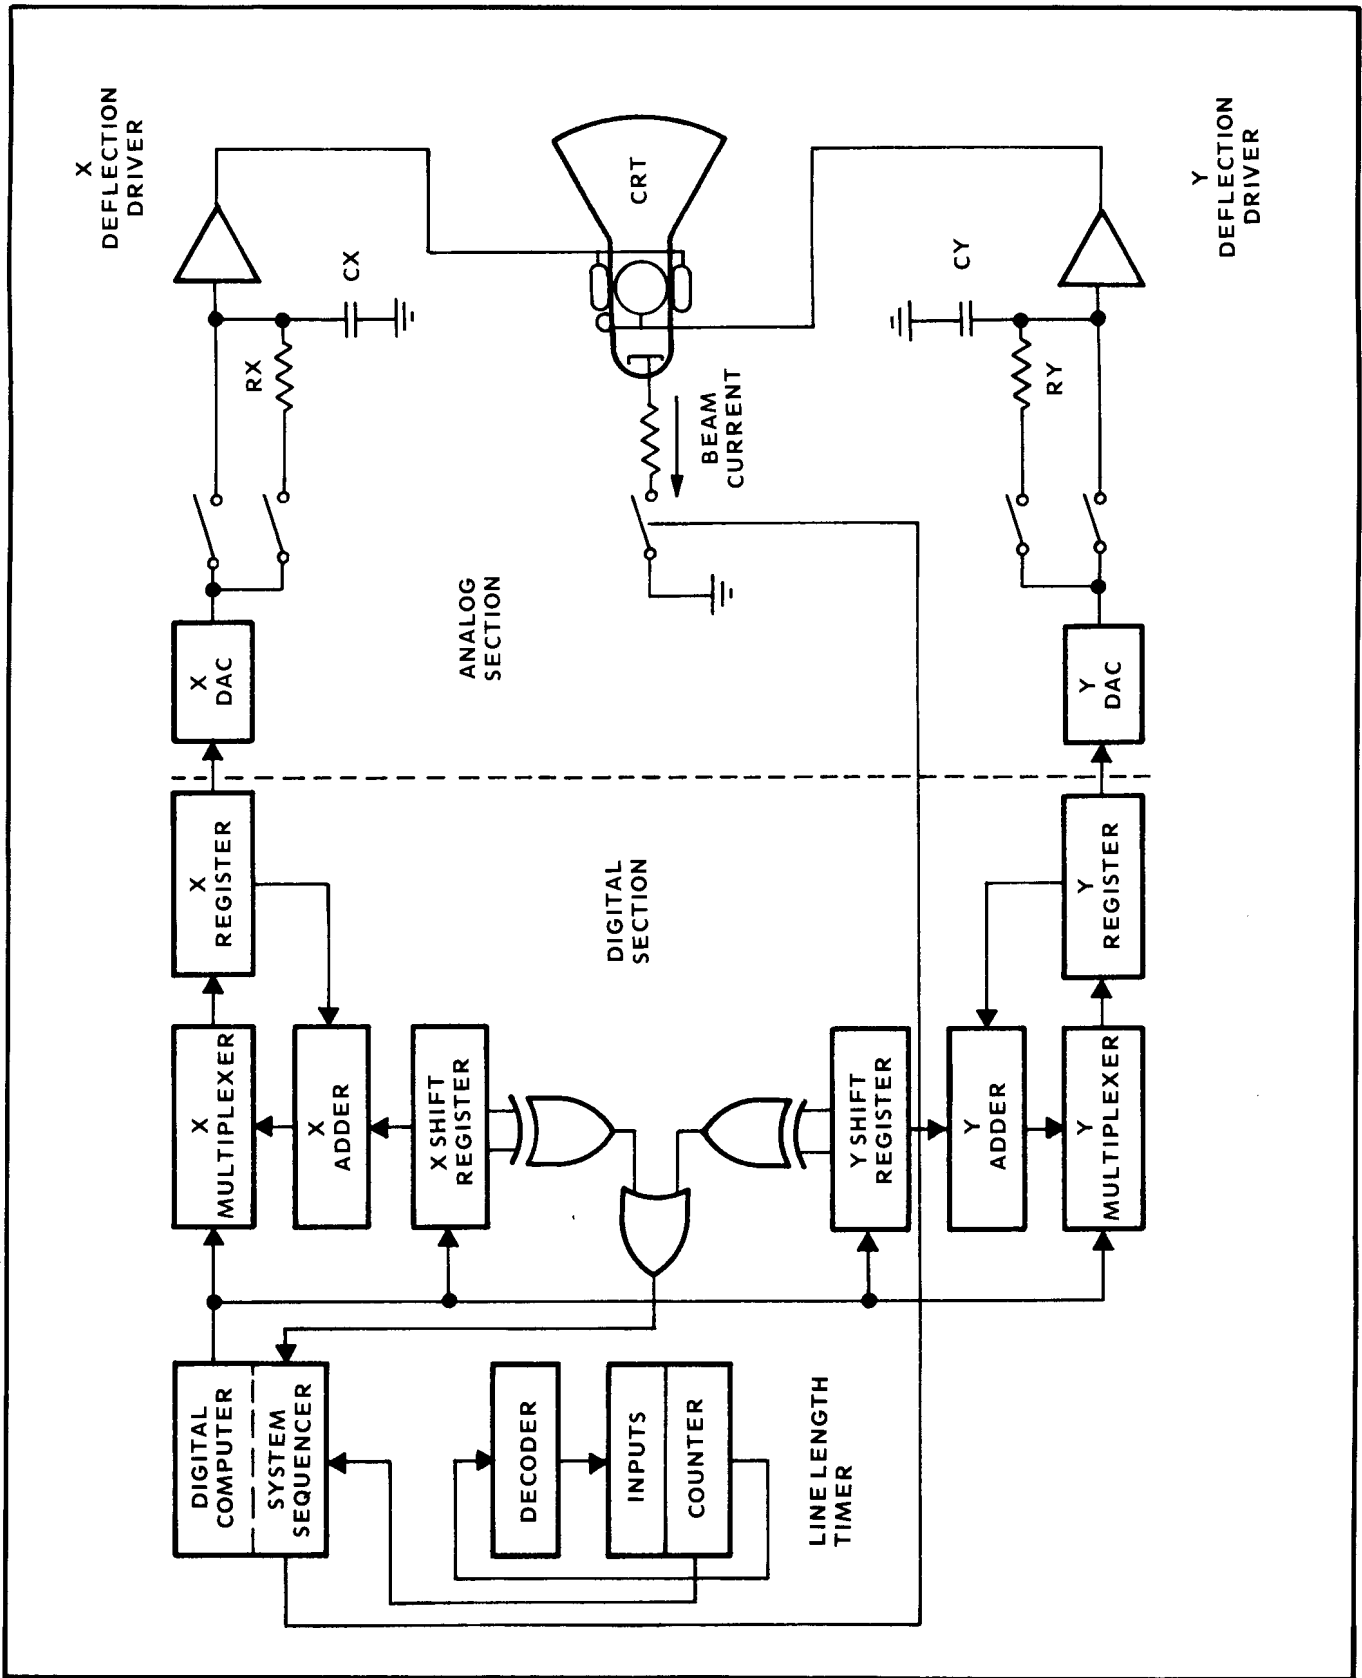 DIGITAL
COMPUTER
SYSTEM
SEQUENCER
X
MULTIPLEXER
X
REGISTER
X
DAC
X
DEFLECTION
DRIVER
X
ADDER
RX
CX
X SHIFT
REGISTER
ANALOG
SECTION
DECODER
INPUTS
COUNTER
DIGITAL
SECTION
CRT
BEAM
CURRENT
LINE LENGTH
TIMER
Y SHIFT
REGISTER
Y
ADDER
CY
RY
Y
MULTIPLEXER
Y
REGISTER
Y
DAC
Y
DEFLECTION
DRIVER